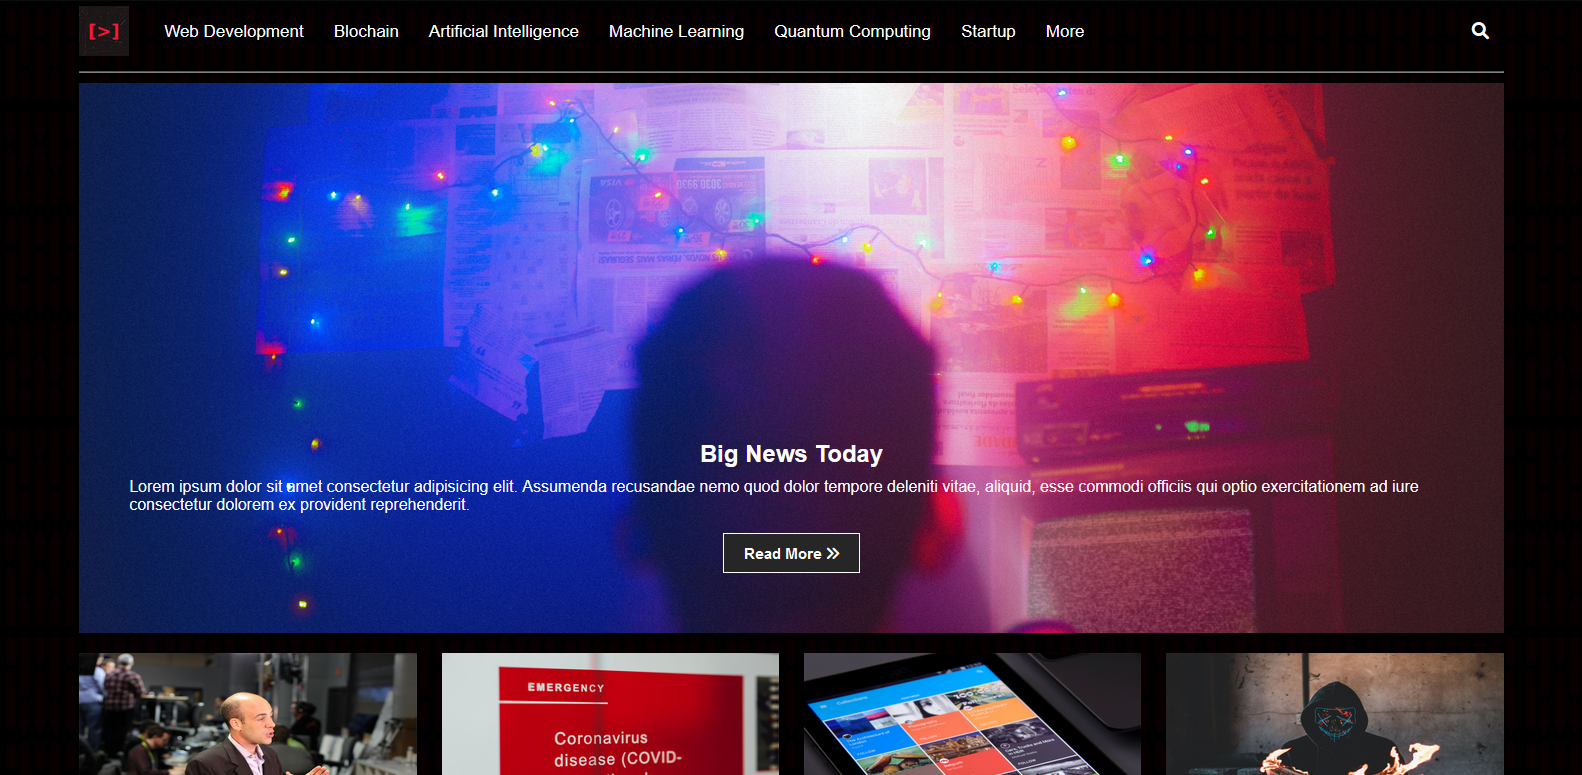 [>]
Web Development Blochain Artificial Intelligence Machine Learning Quantum Computing Startup More
Big News Today
Lorem ipsum dolor sit amet consectetur adipisicing elit. Assumenda recusandae nemo quod dolor tempore deleniti vitae, aliquid, esse commodi officiis qui optio exercitationem ad iure
consectetur dolorem ex provident reprehenderit.
Read More
EMERGENCY
Coronavirus
disease (COVID-
Collections